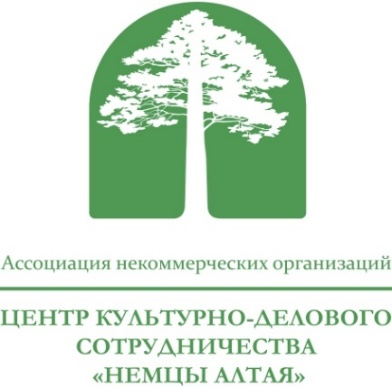 Ассоциация некоммерческих организаций
ЦЕНТР КУЛЬТУРНО-ДЕЛОВОГО
СОТРУДНИЧЕСТВА
«НЕМЦЫ АЛТАЯ»